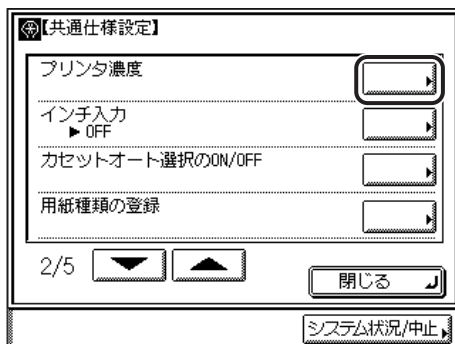 【共通仕様設定】
プリンタ濃度
インチ入力
▶ OFF
カセットオート選択のON/OFF
用紙種類の登録
2/5
閉じる
システム状況/中止